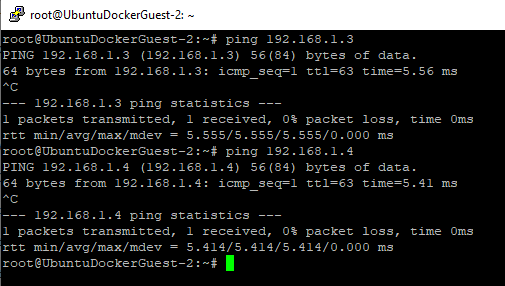 root@UbuntuDockerGuest-2: ~
root@UbuntuDockerGuest-2:~# ping 192.168.1.3
PING 192.168.1.3 (192.168.1.3) 56(84) bytes of data.
64 bytes from 192.168.1.3: icmp_seq=1 ttl=63 time=5.56 ms
^C
--- 192.168.1.3 ping statistics ---
1 packets transmitted, 1 received, 0% packet loss, time 0ms
rtt min/avg/max/mdev = 5.555/5.555/5.555/0.000 ms
root@UbuntuDockerGuest-2:~# ping 192.168.1.4
PING 192.168.1.4 (192.168.1.4) 56(84) bytes of data.
64 bytes from 192.168.1.4: icmp_seq=1 ttl=63 time=5.41 ms
^C
--- 192.168.1.4 ping statistics ---
1 packets transmitted, 1 received, 0% packet loss, time 0ms
rtt min/avg/max/mdev = 5.414/5.414/5.414/0.000 ms
root@UbuntuDockerGuest-2:~#